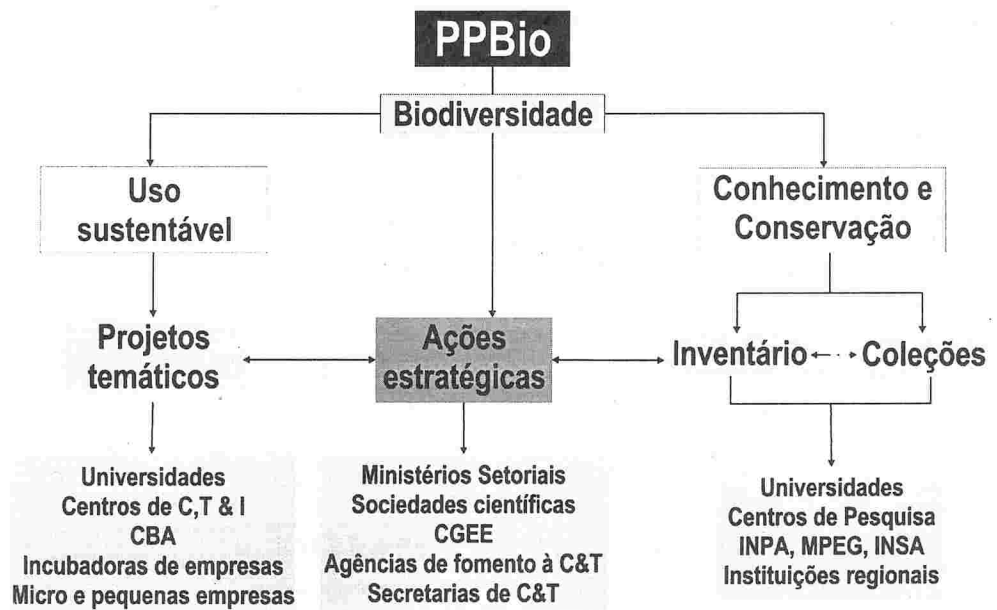 PPBio
Biodiversidade
Uso
sustentável
Conhecimento e
Conservação
Projetos
temáticos
Ações
estratégicas
Inventário
Coleções
Universidades
Centros de C,T & I
CBA
Incubadoras de empresas
Micro e pequenas empresas
Ministérios Setoriais
Sociedades científicas
CGEE
Agências de fomento à C&T
Secretarias de C&T
Universidades
Centros de Pesquisa
INPA, MPEG, INSA
Instituições regionais